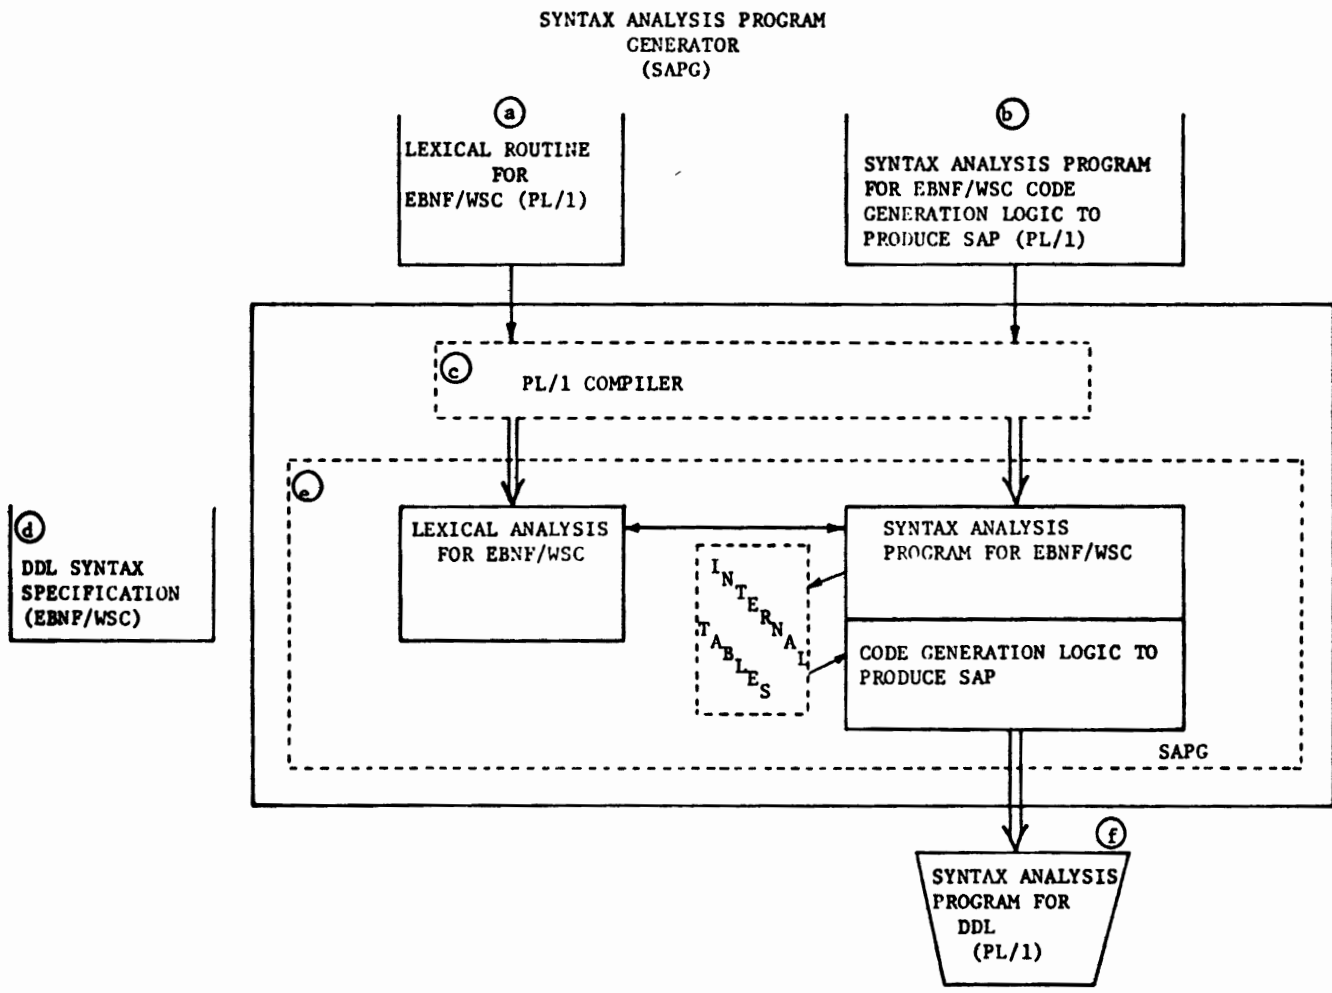 SYNTAX ANALYSIS PROGRAM
GENERATOR
(SAPG)
a
LEXICAL ROUTINE
FOR
EBNF/WSC (PL/1)
b
SYNTAX ANALYSIS PROGRAM
FOR EBNF/WSC CODE
GENERATION LOGIC TO
PRODUCE SAP (PL/1)
c
PL/1 COMPILER
d
DDL SYNTAX
SPECIFICATION
(EBNF/WSC)
e
LEXICAL ANALYSIS
FOR EBNF/WSC
SYNTAX ANALYSIS
PROGRAM FOR EBNF/WSC
INTERNAL
TABLES
CODE GENERATION LOGIC TO
PRODUCE SAP
SAPG
f
SYNTAX ANALYSIS
PROGRAM FOR
DDL
(PL/1)